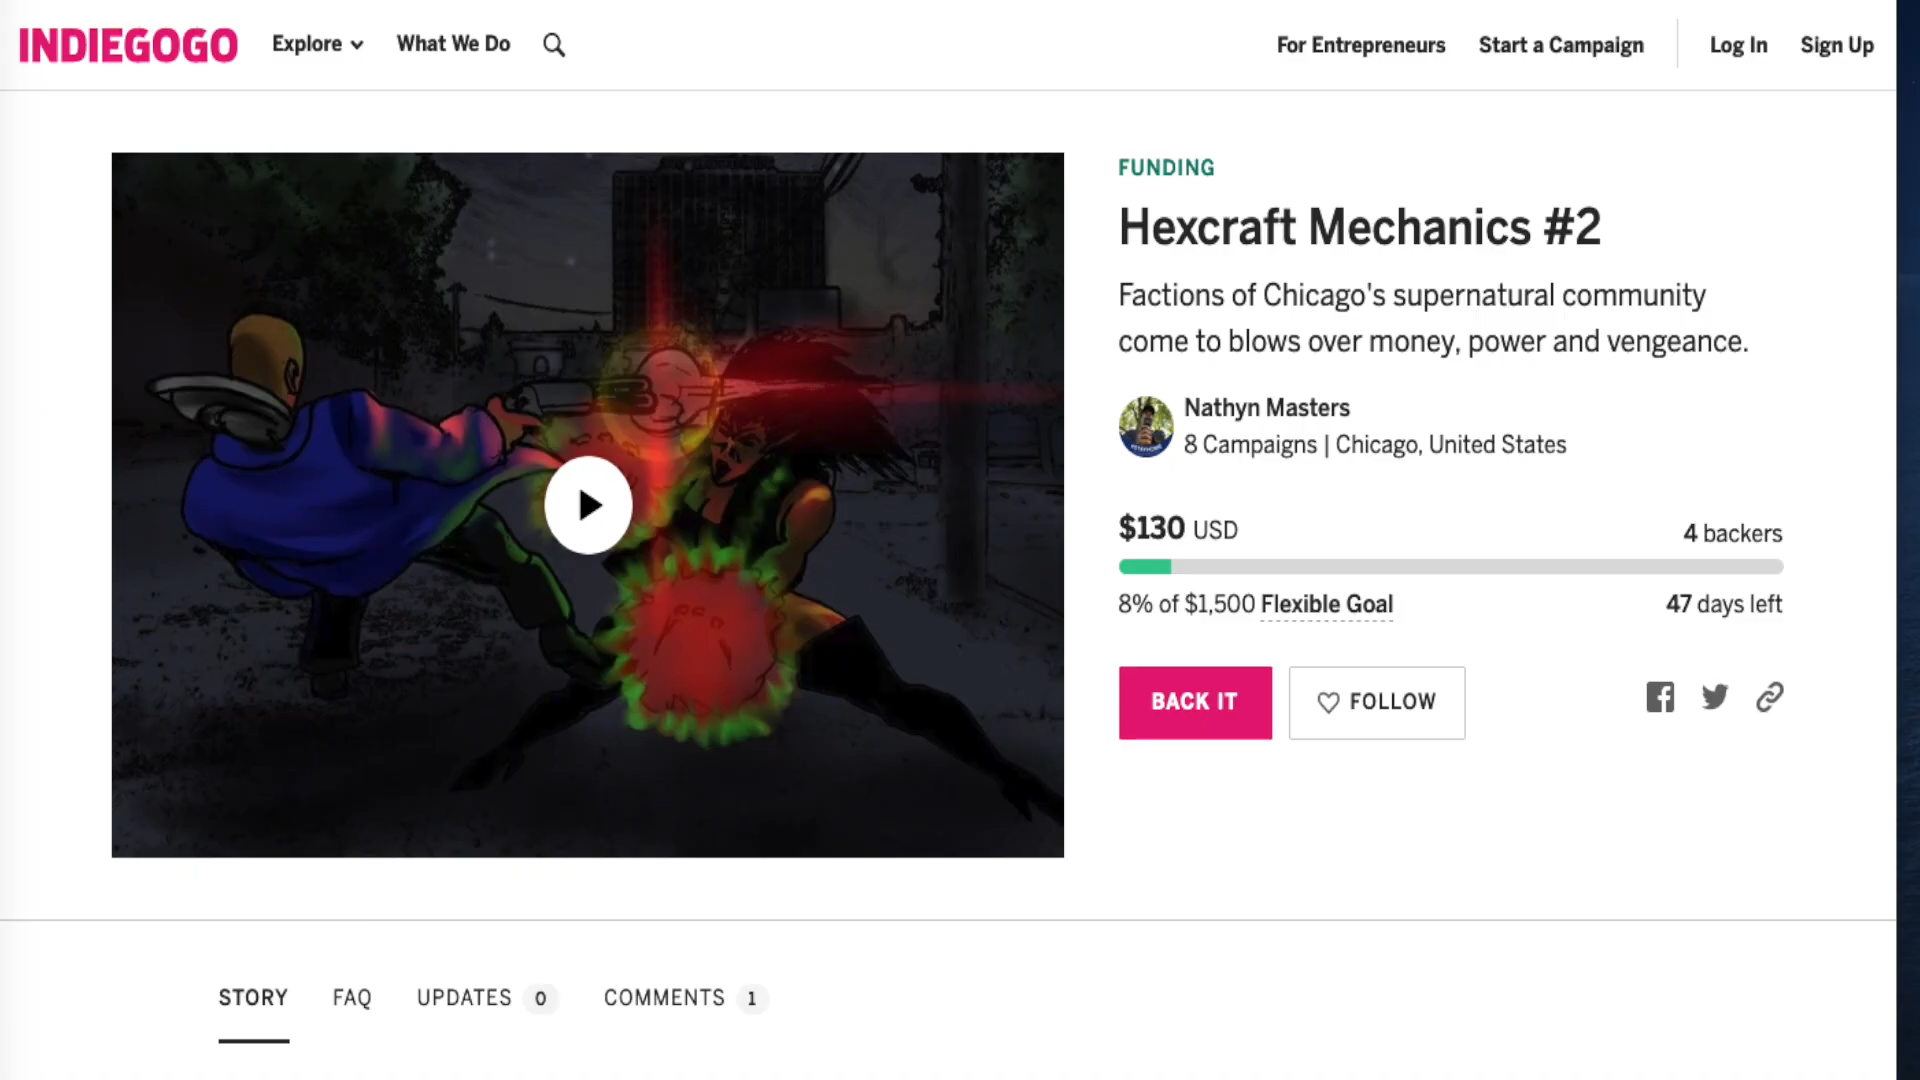 INDIEGOGO Explore What We Do For Entrepreneurs Start a Campaign Log In Sign Up
FUNDING
Hexcraft Mechanics #2
Factions of Chicago's supernatural community
come to blows over money, power and vengeance.
Nathyn Masters
8 Campaigns | Chicago, United States
$130 USD 4 backers
8% of $1,500 Flexible Goal 47 days left
BACK IT FOLLOW
STORY FAQ UPDATES 0 COMMENTS 1